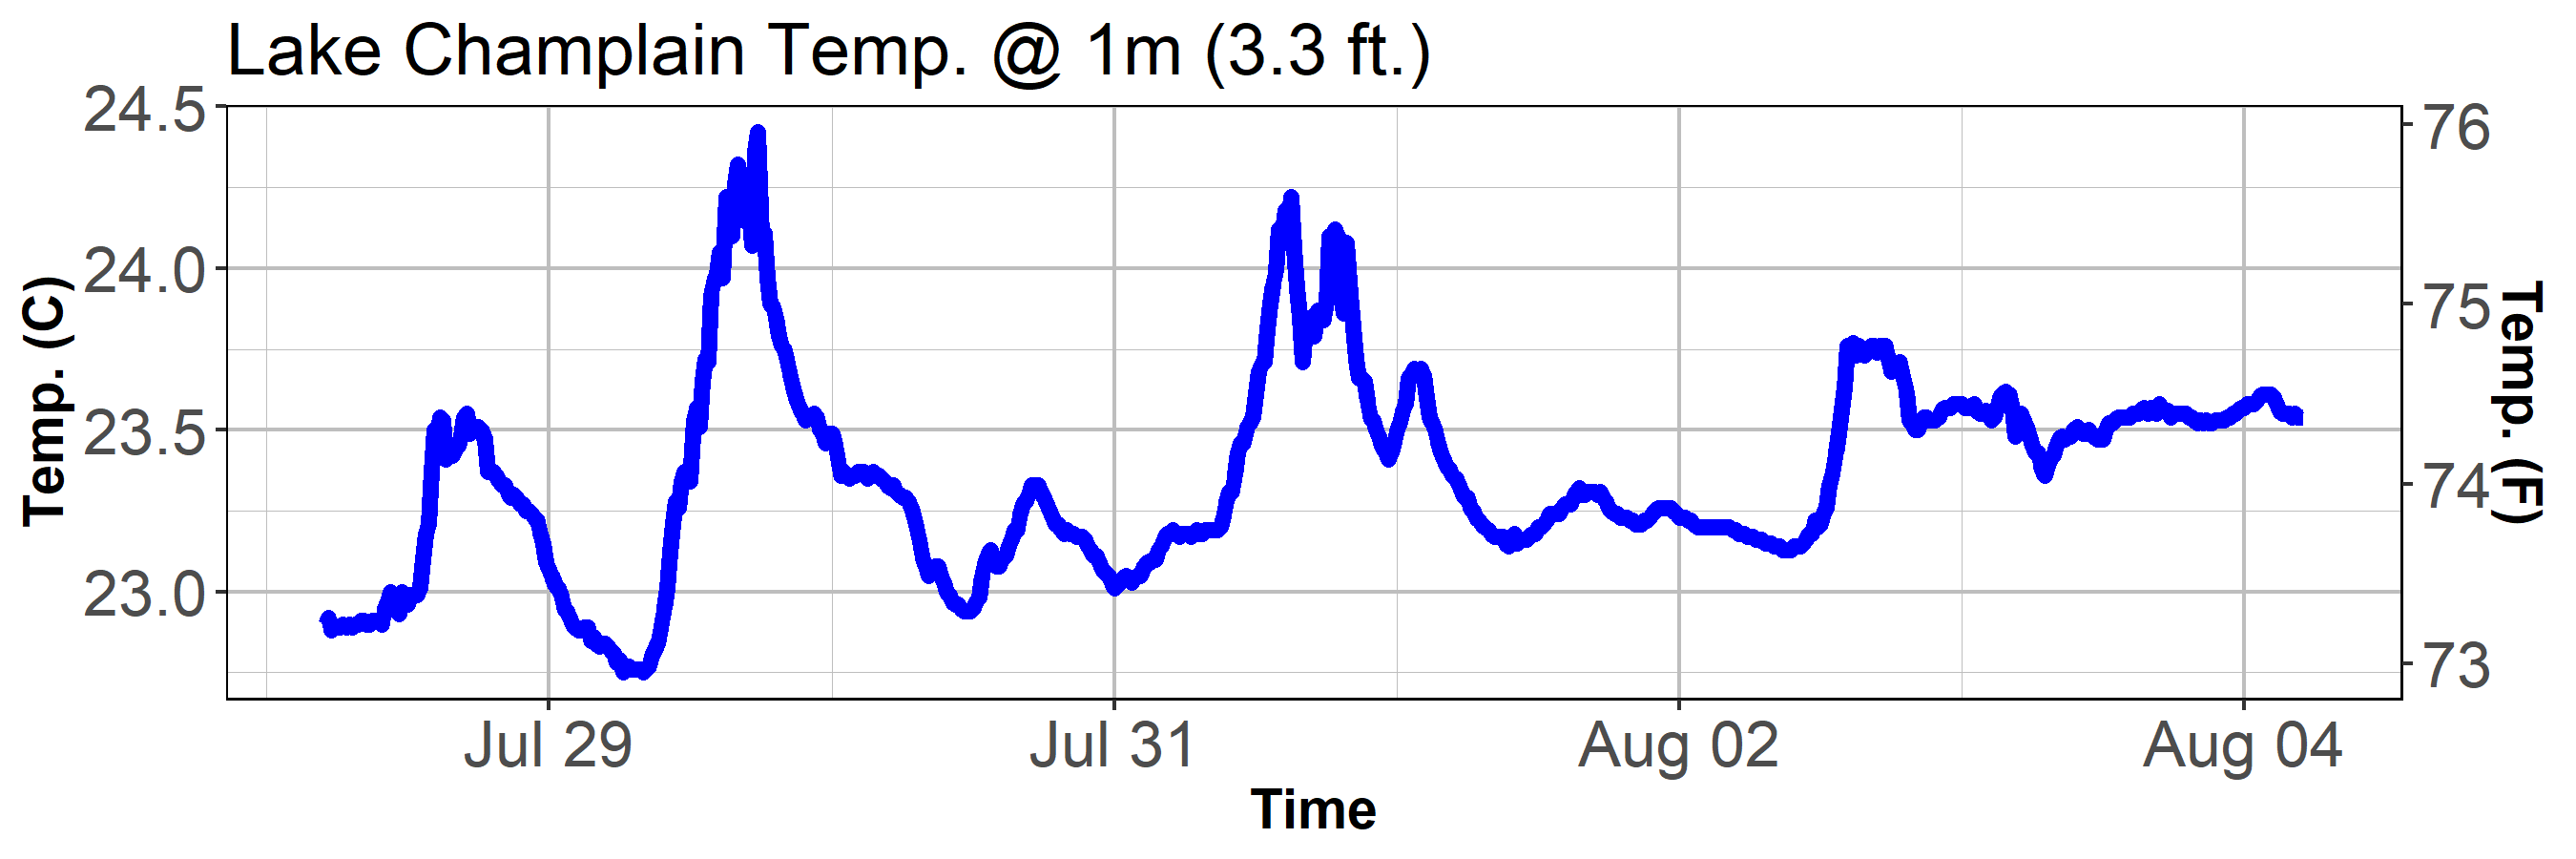 Lake Champlain Temp. @ 1m (3.3 ft.)
24.5
24.0
23.5
23.0
Temp. (C)
76
75
74
73
Temp. (F)
Jul 29 Jul 31 Aug 02 Aug 04
Time